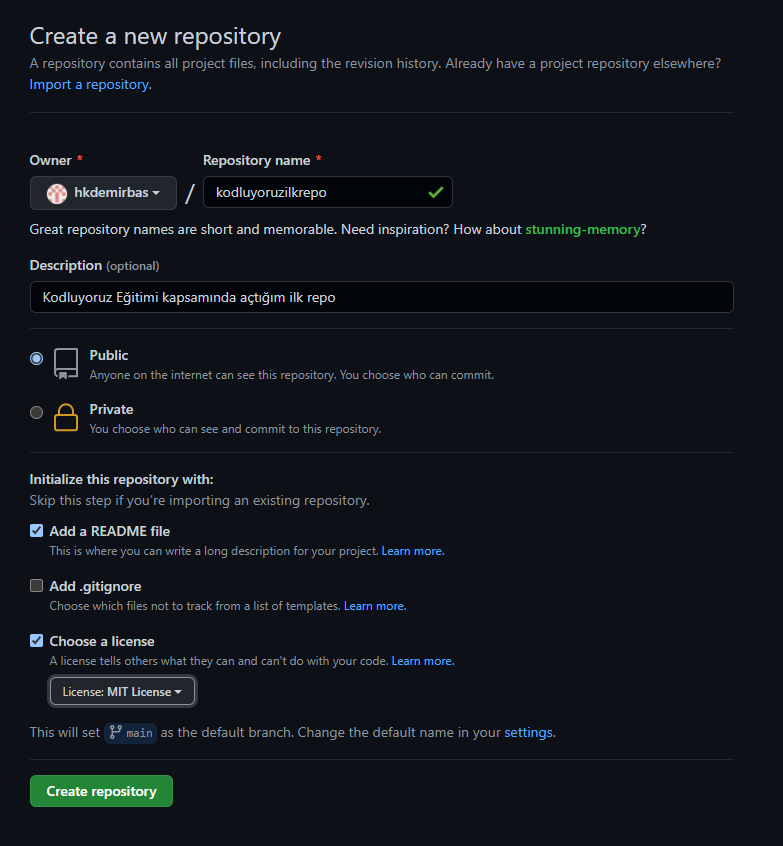 Create a new repository
A repository contains all project files, including the revision history. Already have a project repository elsewhere?
Import a repository.
Owner * Repository name *
hkdemirbas / kodluyoruzilkrepo
Great repository names are short and memorable. Need inspiration? How about stunning-memory?
Description (optional)
Kodluyoruz Eğitimi kapsamında açtığım ilk repo
Public
Anyone on the internet can see this repository. You choose who can commit.
Private
You choose who can see and commit to this repository.
Initialize this repository with:
Skip this step if you're importing an existing repository.
Add a README file
This is where you can write a long description for your project. Learn more.
Add .gitignore
Choose which files not to track from a list of templates. Learn more.
Choose a license
A license tells others what they can and can't do with your code. Learn more.
License: MIT License
This will set main as the default branch. Change the default name in your settings.
Create repository